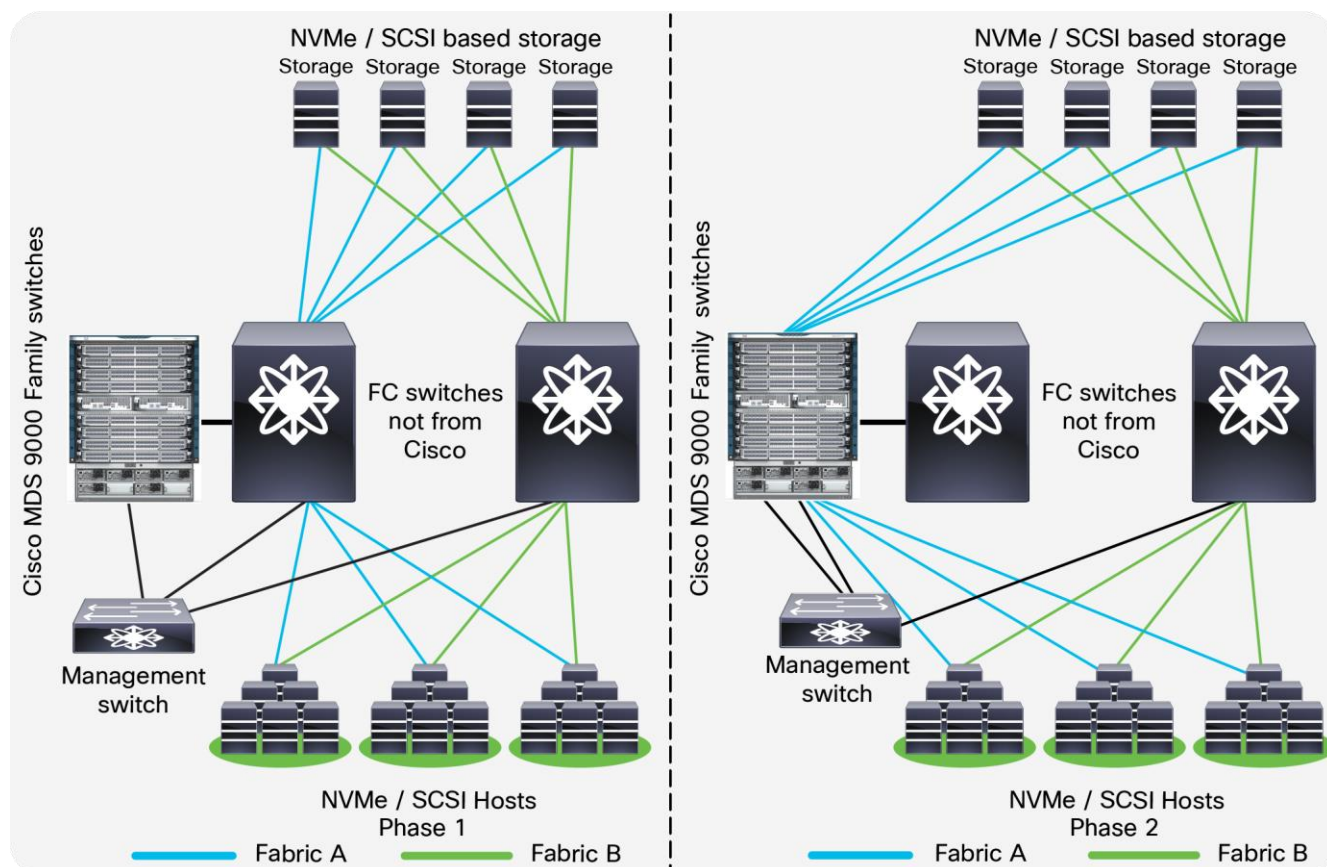 NVMe / SCSI based storage
Storage Storage Storage Storage
Cisco MDS 9000 Family switches
FC switches
not from
Cisco
Management
switch
NVMe / SCSI Hosts
Phase 1
Fabric A Fabric B
NVMe / SCSI based storage
Storage Storage Storage Storage
Cisco MDS 9000 Family switches
FC switches
not from
Cisco
Management
switch
NVMe / SCSI Hosts
Phase 2
Fabric A Fabric B